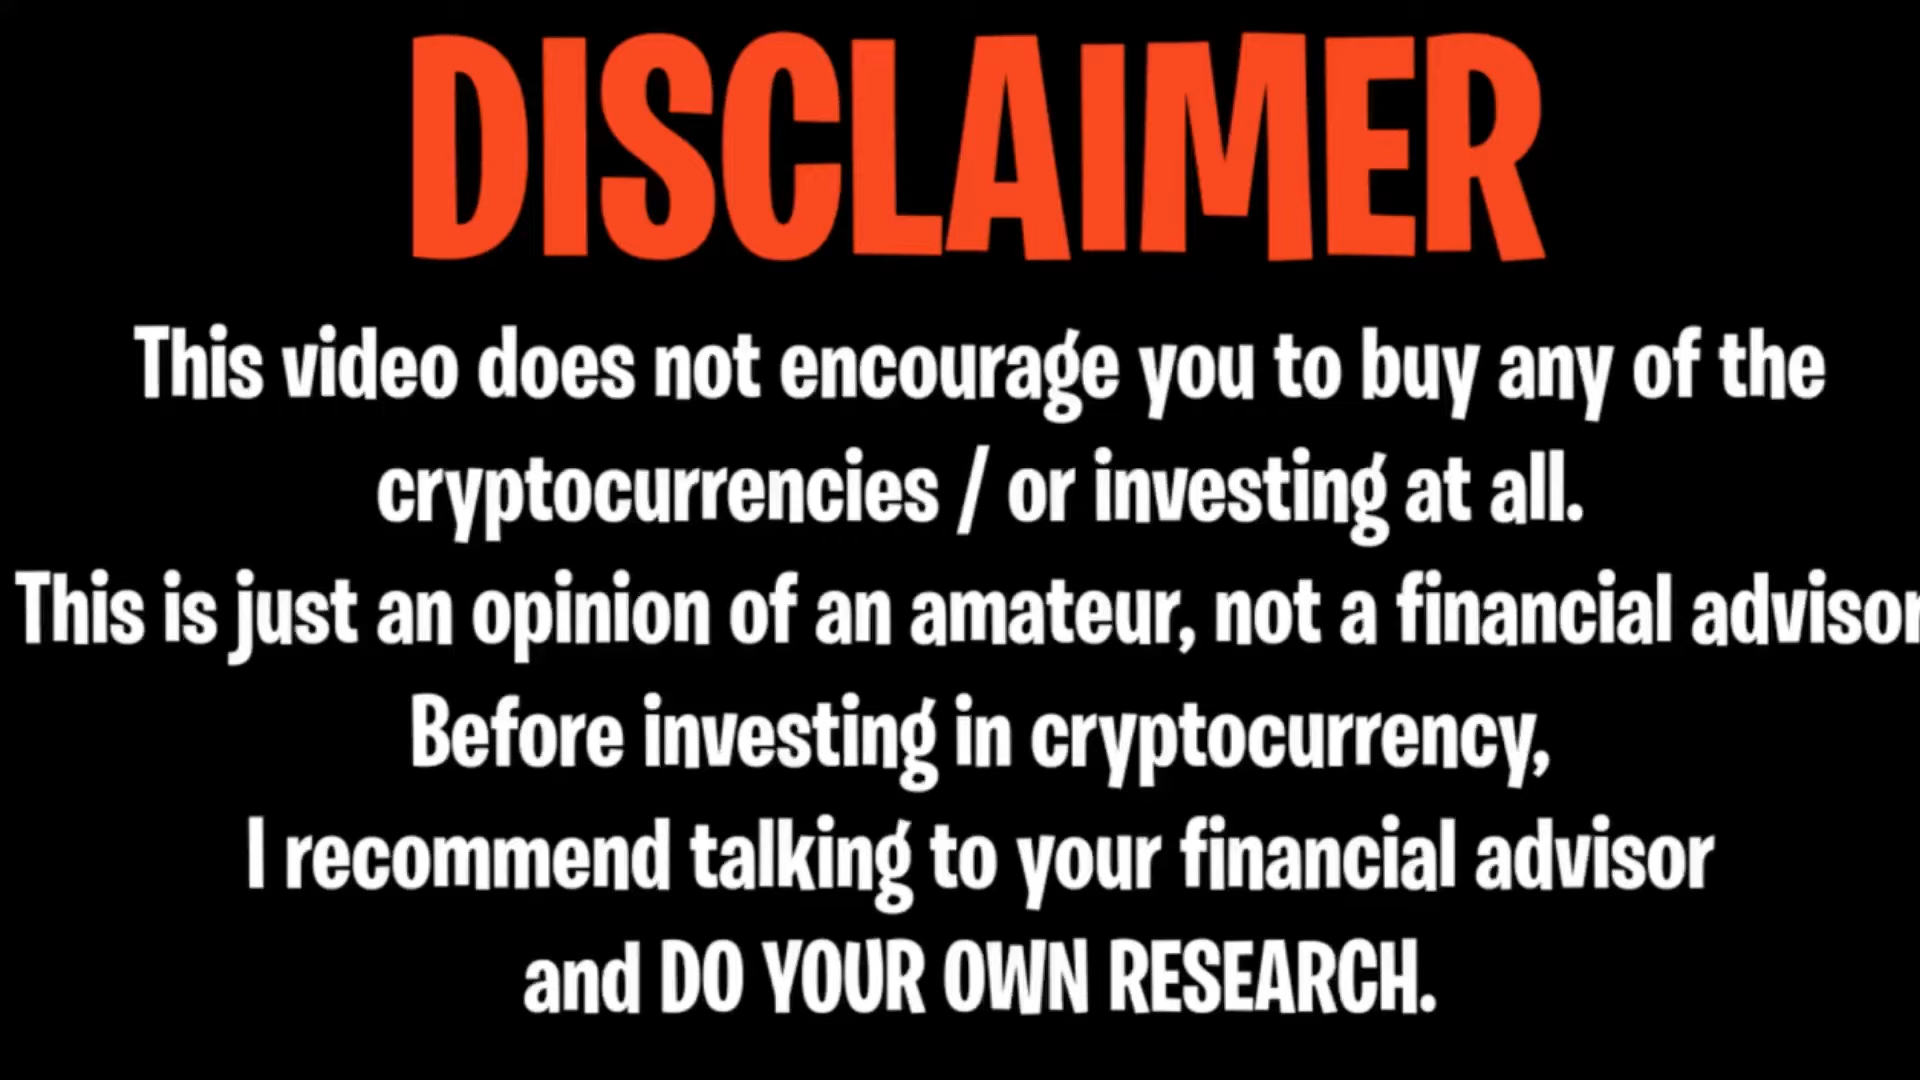 DISCLAIMER
This video does not encourage you to buy any of the
cryptocurrencies / or investing at all.
This is just an opinion of an amateur, not a financial advisor
Before investing in cryptocurrency,
I recommend talking to your financial advisor
and DO YOUR OWN RESEARCH.